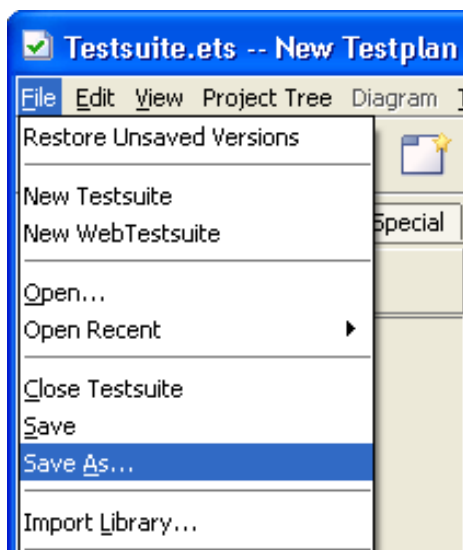 Testsuite.ets -- New Testplan
File Edit View Project Tree Diagram
Restore Unsaved Versions
New Testsuite
New WebTestsuite
Special
Open...
Open Recent
Close Testsuite
Save
Save As...
Import Library...